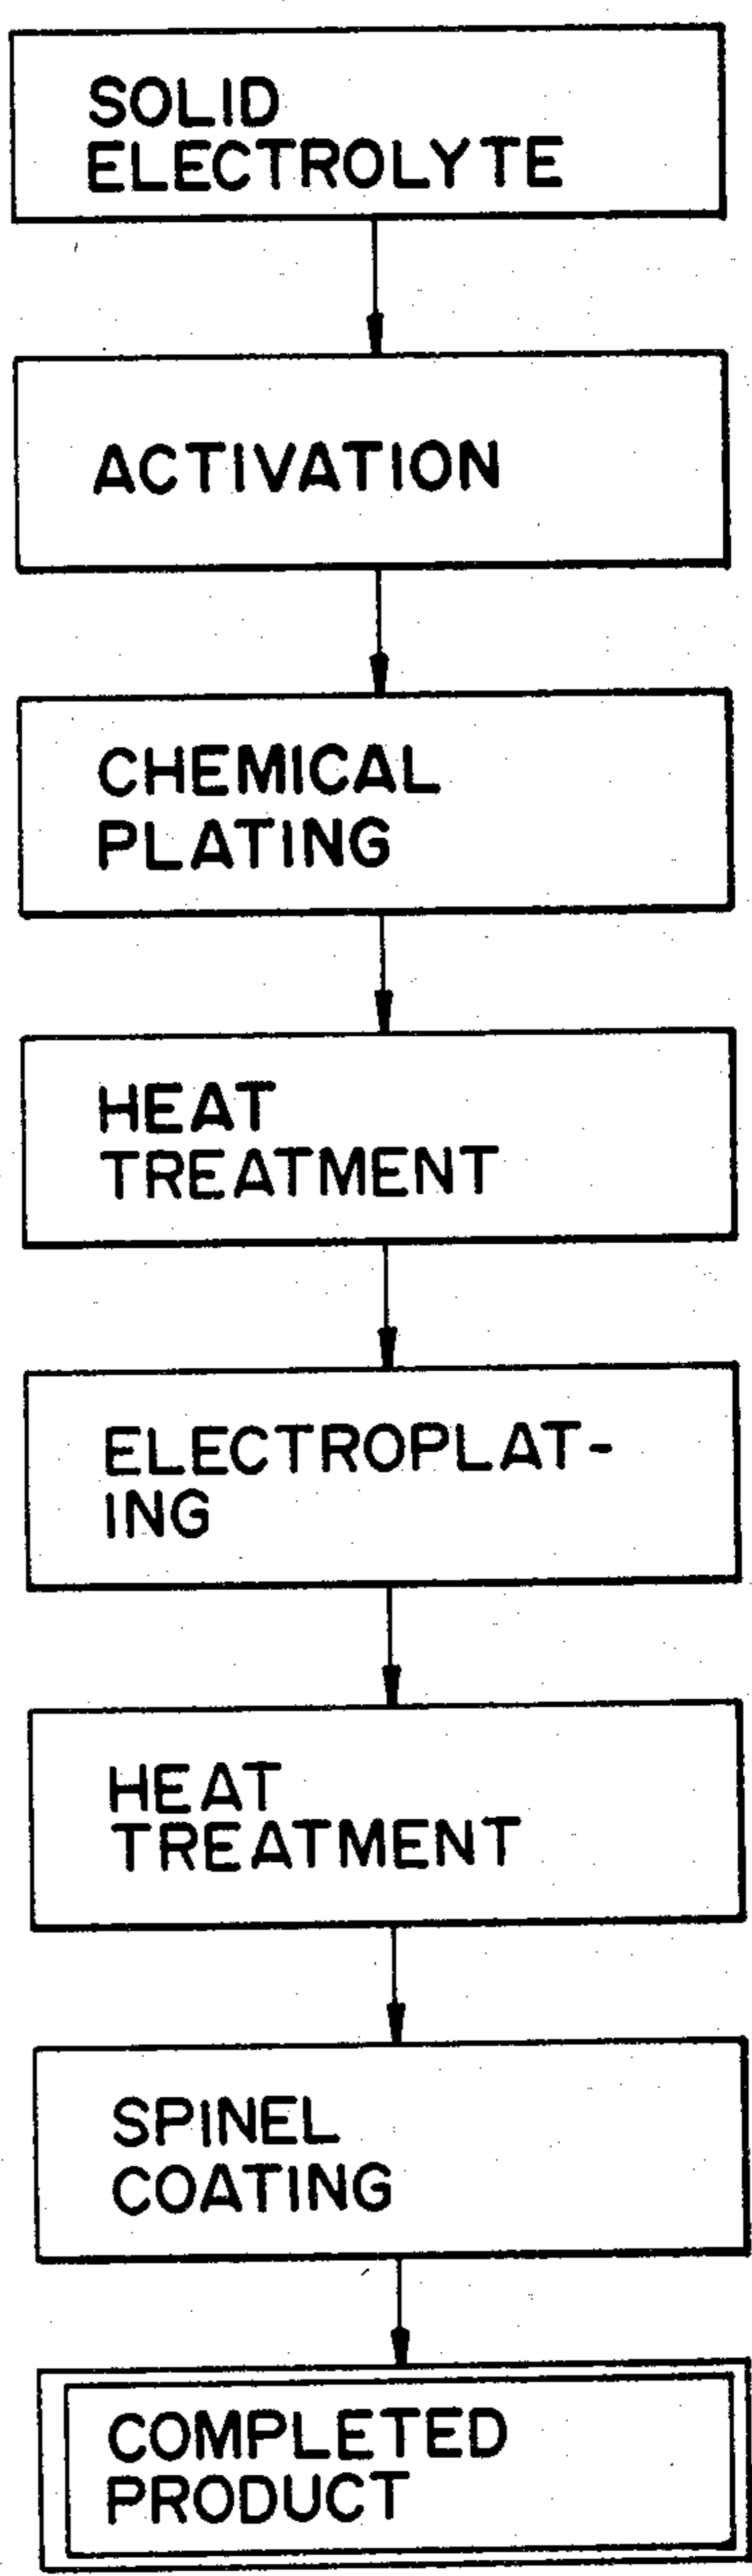 SOLID
ELECTROLYTE
ACTIVATION
CHEMICAL
PLATING
HEAT
TREATMENT
ELECTROPLAT-
ING
HEAT
TREATMENT
SPINEL
COATING
COMPLETED
PRODUCT